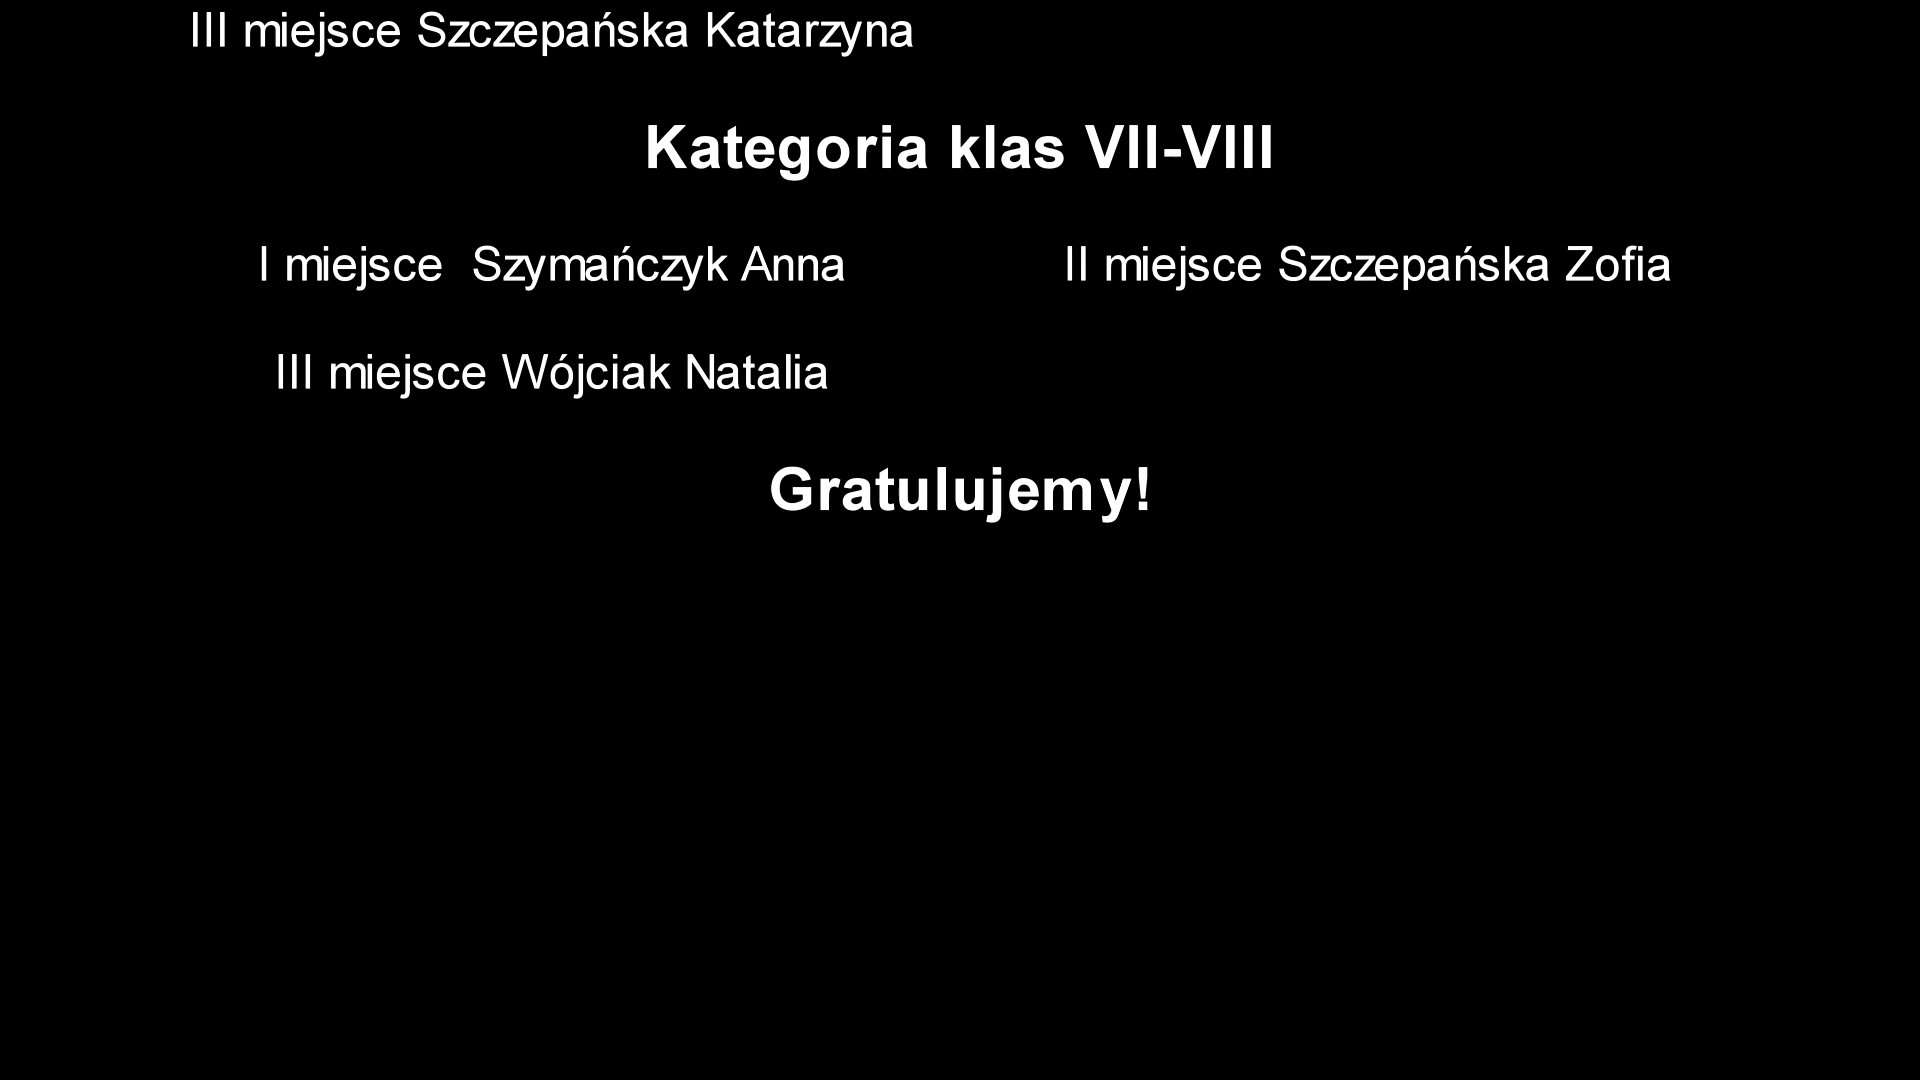 III miejsce Szczepańska Katarzyna
Kategoria klas VII-VIII
I miejsce  Szymańczyk Anna
II miejsce Szczepańska Zofia
III miejsce Wójciak Natalia
Gratulujemy!